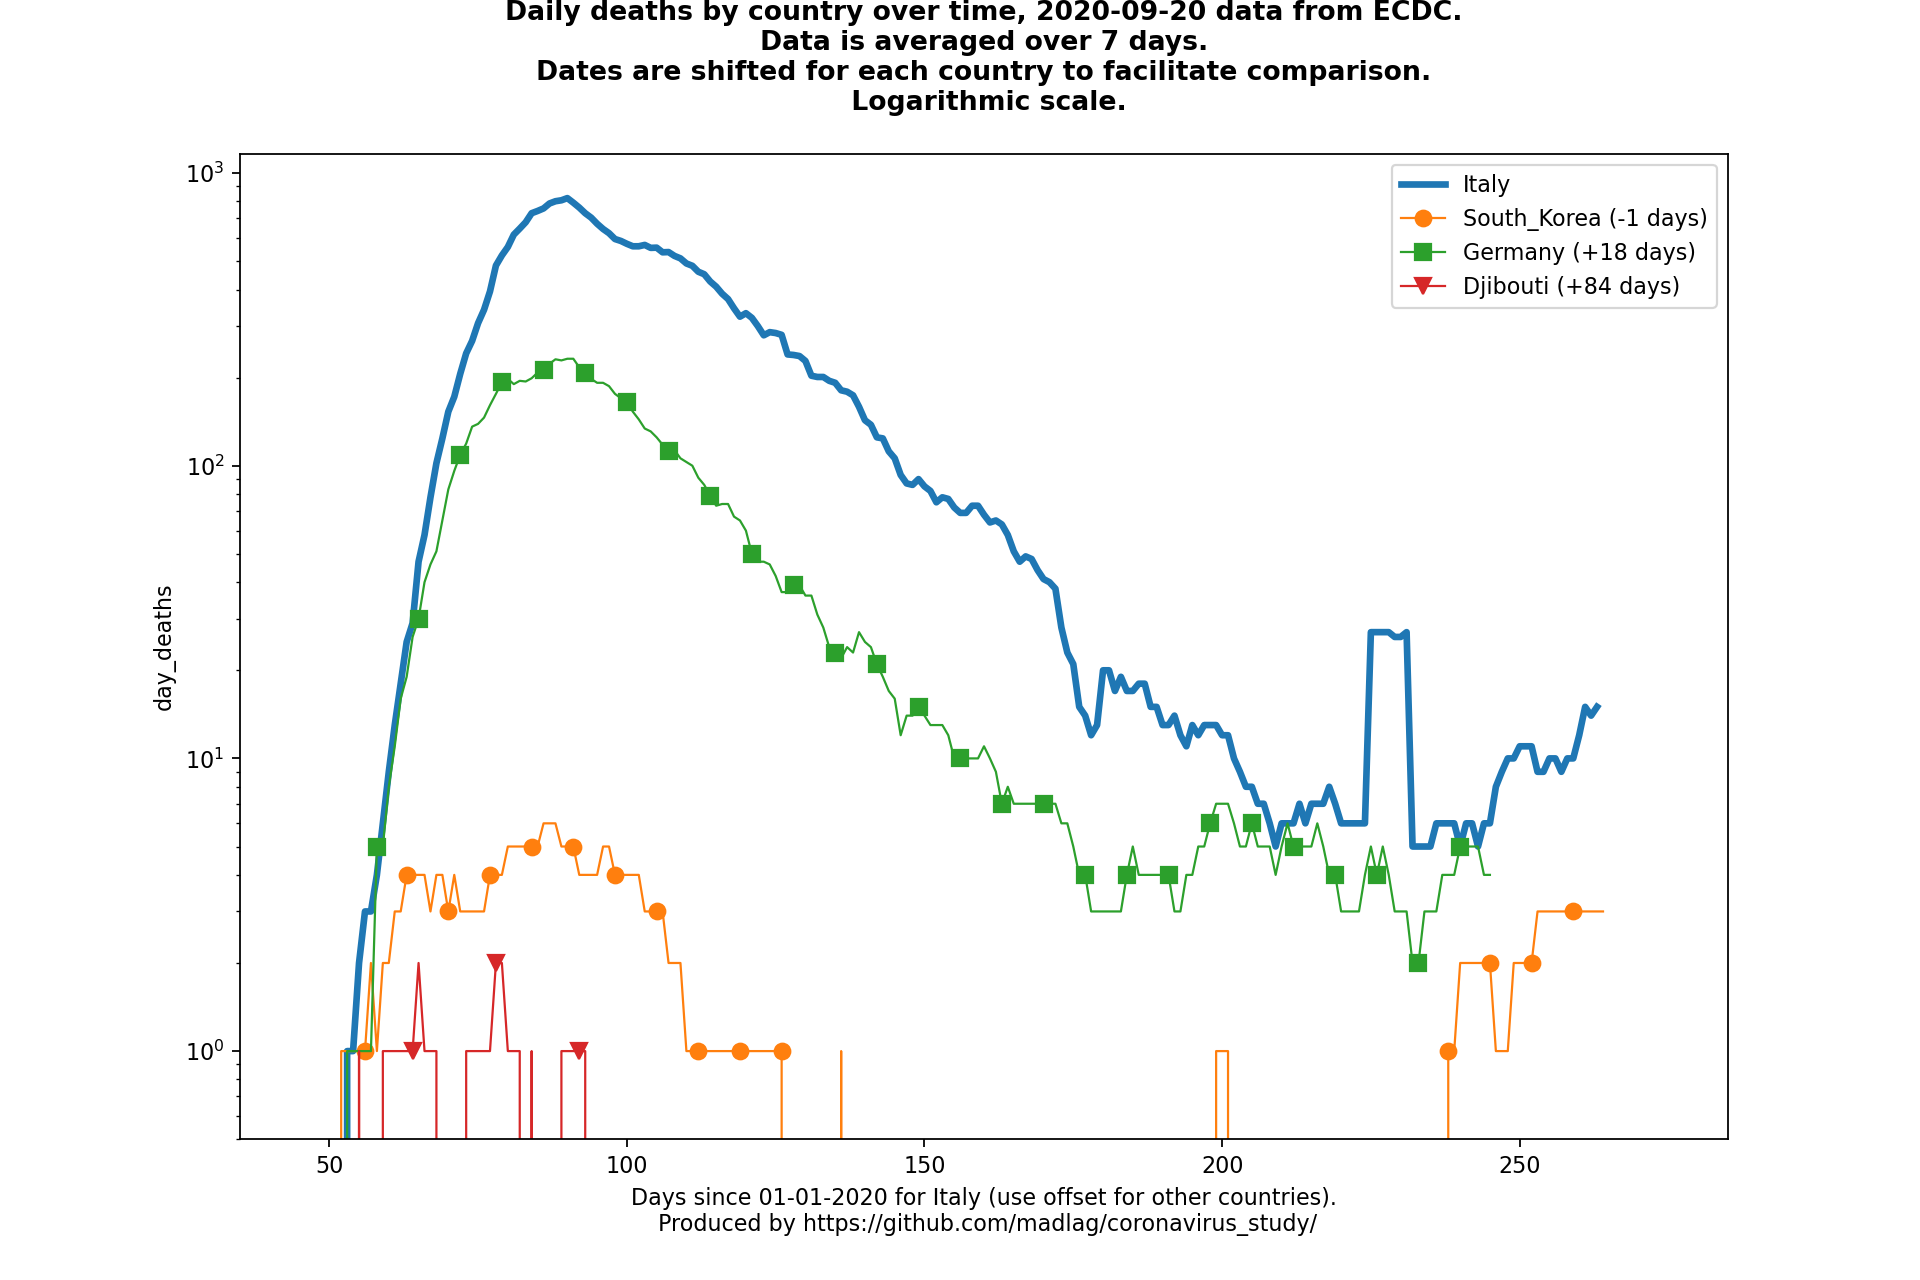 Daily deaths by country over time, 2020-09-20 data from ECDC.
Data is averaged over 7 days.
Dates are shifted for each country to facilitate comparison.
Logarithmic scale.
10³
10²
10¹
10⁰
day_deaths
Italy
South_Korea (-1 days)
Germany (+18 days)
Djibouti (+84 days)
50 100 150 200 250
Days since 01-01-2020 for Italy (use offset for other countries).
Produced by https://github.com/madlag/coronavirus_study/